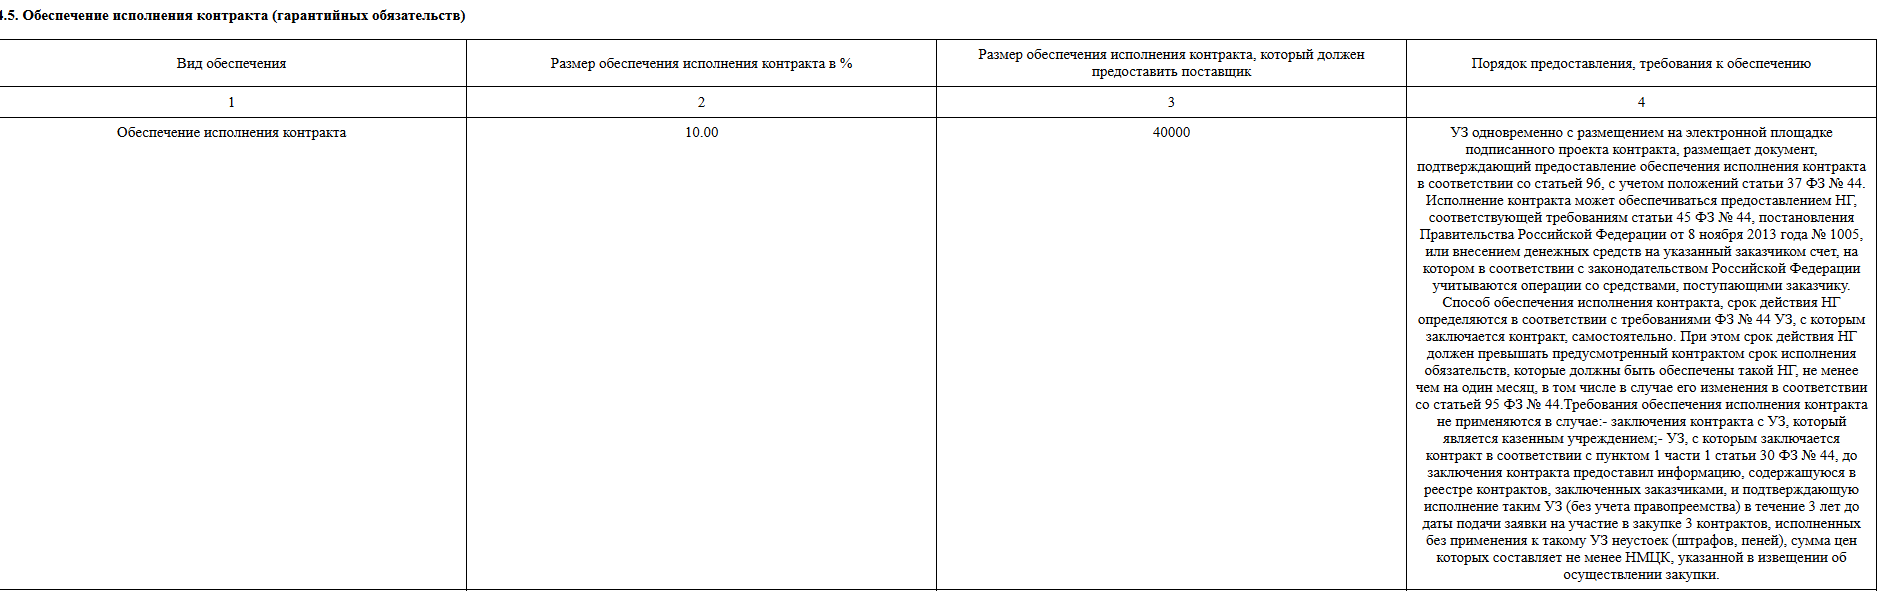 4.5. Обеспечение исполнения контракта (гарантийных обязательств)
Вид обеспечения
Размер обеспечения исполнения контракта в %
Размер обеспечения исполнения контракта, который должен
предоставить поставщик
Порядок предоставления, требования к обеспечению
1
2
3
4
Обеспечение исполнения контракта
10.00
40000
УЗ одновременно с размещением на электронной площадке
подписанного проекта контракта, размещает документ,
подтверждающий предоставление обеспечения исполнения контракта
в соответствии со статьей 96, с учетом положений статьи 37 ФЗ № 44.
Исполнение контракта может обеспечиваться предоставлением НГ,
соответствующей требованиям статьи 45 ФЗ № 44, постановления
Правительства Российской Федерации от 8 ноября 2013 года № 1005,
или внесением денежных средств на указанный заказчиком счет, на
котором в соответствии с законодательством Российской Федерации
учитываются операции со средствами, поступающими заказчику.
Способ обеспечения исполнения контракта, срок действия НГ
определяются в соответствии с требованиями ФЗ № 44 УЗ, с которым
заключается контракт, самостоятельно. При этом срок действия НГ
должен превышать предусмотренный контрактом срок исполнения
обязательств, которые должны быть обеспечены такой НГ, не менее
чем на один месяц, в том числе в случае его изменения в соответствии
со статьей 95 ФЗ № 44.Требования обеспечения исполнения контракта
не применяются в случае:- заключения контракта с УЗ, который
является казенным учреждением;- УЗ, с которым заключается
контракт в соответствии с пунктом 1 части 1 статьи 30 ФЗ № 44, до
заключения контракта предоставил информацию, содержащуюся в
реестре контрактов, заключенных заказчиками, и подтверждающую
исполнение таким УЗ (без учета правопреемства) в течение 3 лет до
даты подачи заявки на участие в закупке 3 контрактов, исполненных
без применения к такому УЗ неустоек (штрафов, пеней), сумма цен
которых составляет не менее НМЦК, указанной в извещении об
осуществлении закупки.